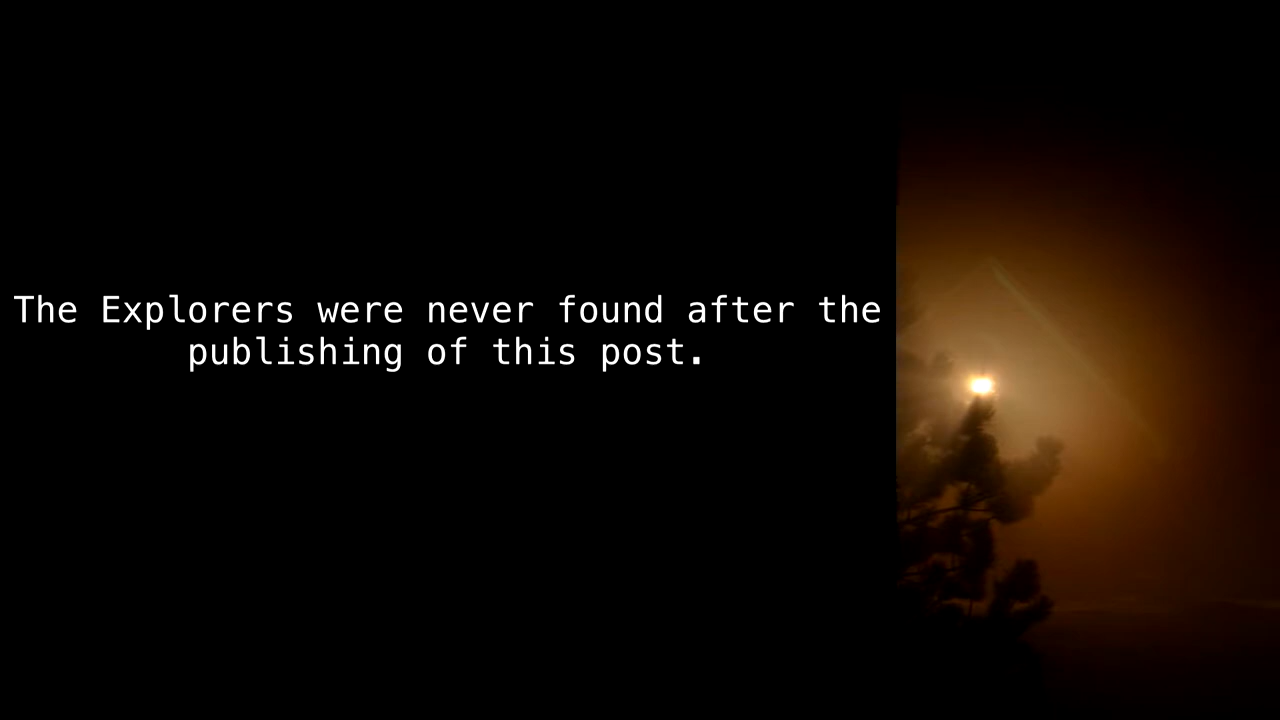 The Explorers were never found after the
publishing of this post.